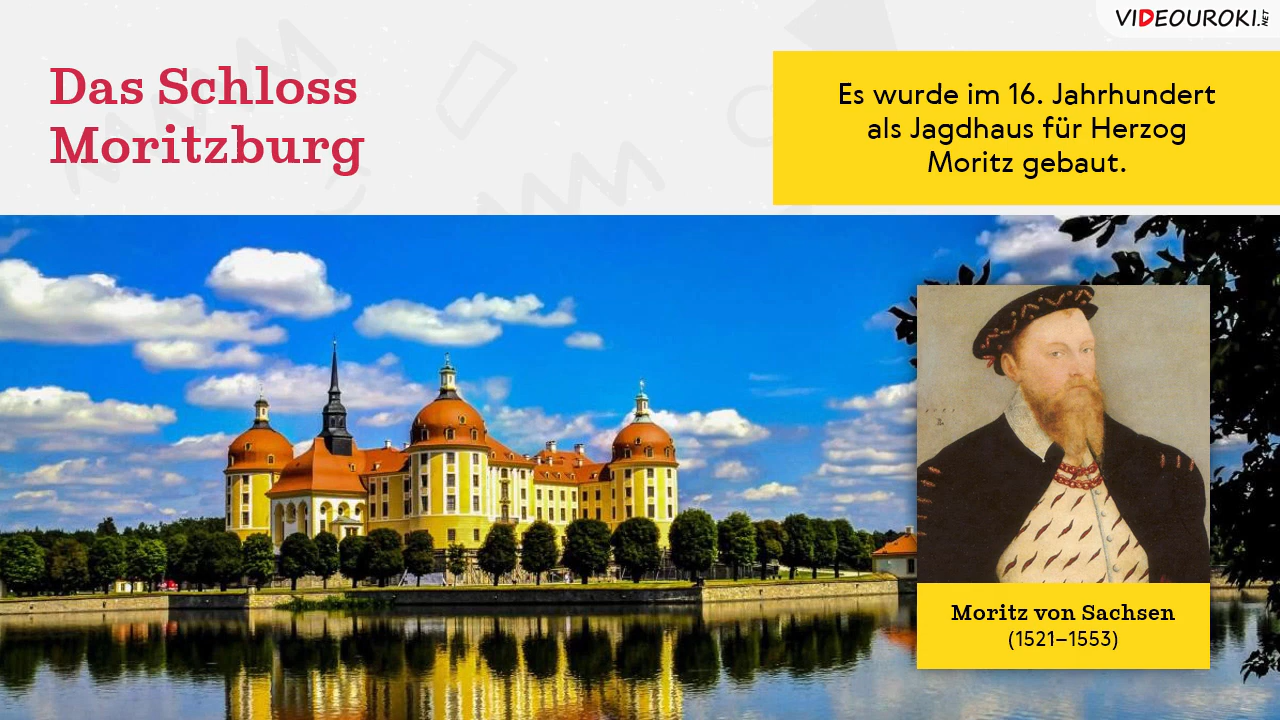 VIDEOUROKI.NET
Das Schloss
Moritzburg
Es wurde im 16. Jahrhundert
als Jagdhaus für Herzog
Moritz gebaut.
Moritz von Sachsen
(1521–1553)